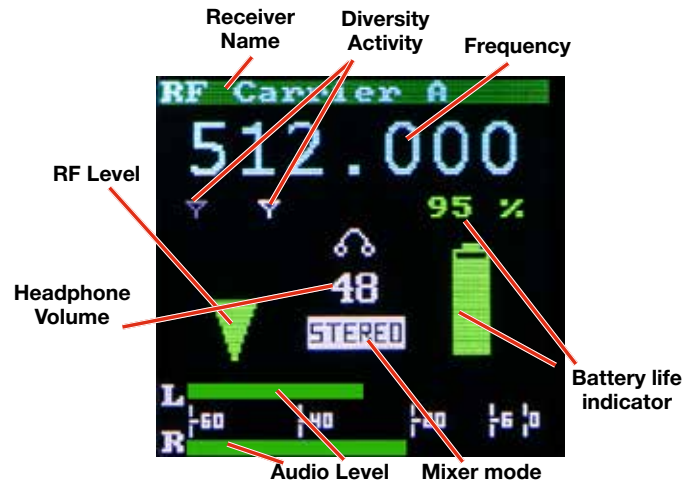 Receiver
Name
Diversity
Activity
Frequency
RF Carrier A
512.000
RF Level
95 %
48
Headphone
Volume
STEREO
Battery life
indicator
L
-60 -40 -20 -6 0
R
Audio Level
Mixer mode